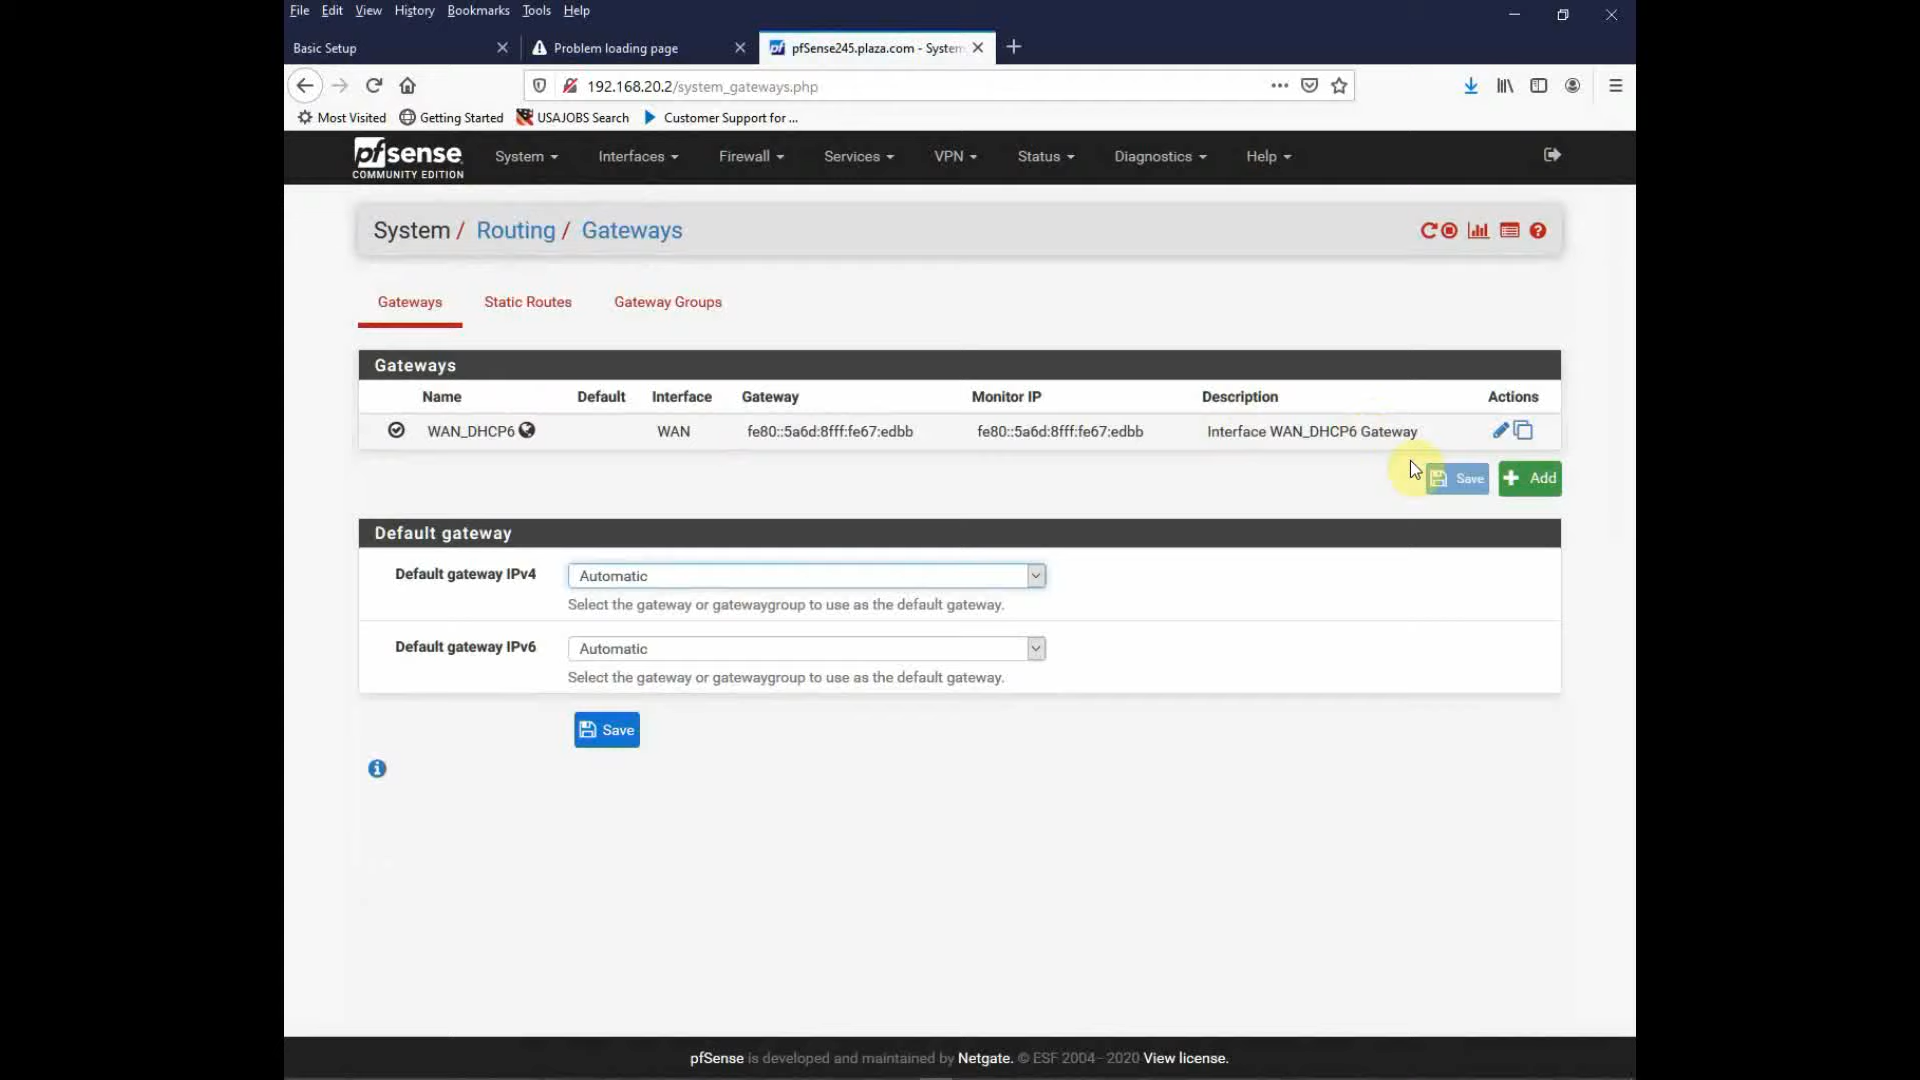 File Edit View History Bookmarks Tools Help
Basic Setup Problem loading page pfSense245.plaza.com - System
192.168.20.2/system_gateways.php
Most Visited Getting Started USAJOBS Search Customer Support for ...
pfsense System Interfaces Firewall Services VPN Status Diagnostics Help
COMMUNITY EDITION
System / Routing / Gateways
Gateways Static Routes Gateway Groups
Gateways
Name Default Interface Gateway Monitor IP Description Actions
WAN_DHCP6 WAN fe80::5a6d:8fff:fe67:edbb fe80::5a6d:8fff:fe67:edbb Interface WAN_DHCP6 Gateway
Save Add
Default gateway
Default gateway IPv4 Automatic
Select the gateway or gatewaygroup to use as the default gateway.
Default gateway IPv6 Automatic
Select the gateway or gatewaygroup to use as the default gateway.
Save
pfSense is developed and maintained by Netgate. © ESF 2004 - 2020 View license.